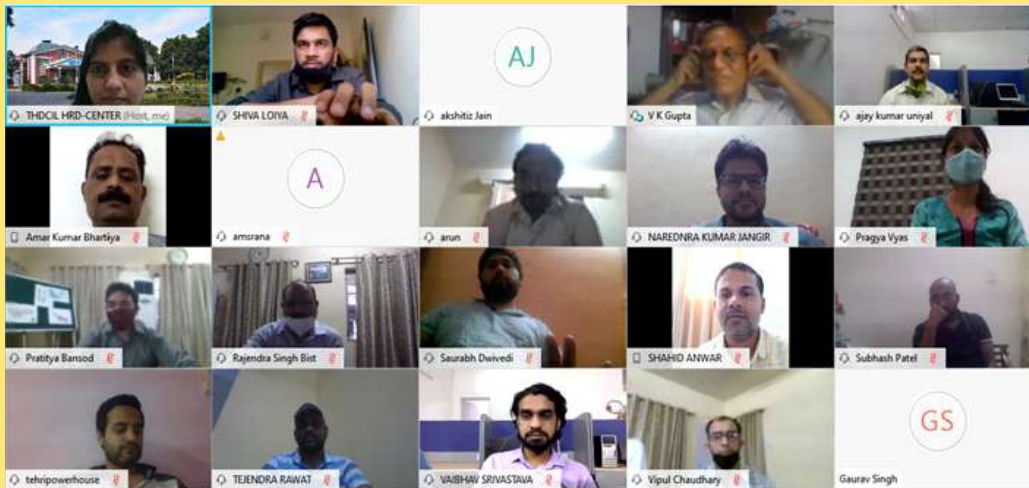 THDCIL HRD-CENTER (Host, me)
SHIVA LOIYA
AJ
akshitiz Jain
V K Gupta
ajay kumar uniyal
Amar Kumar Bhartiya
A
amsrana
arun
NAREDNRA KUMAR JANGIR
Pragya Vyas
Pratitya Bansod
Rajendra Singh Bist
Saurabh Dwivedi
SHAHID ANWAR
Subhash Patel
tehripowerhouse
TEJENDRA RAWAT
VAIBHAV SRIVASTAVA
Vipul Chaudhary
GS
Gaurav Singh